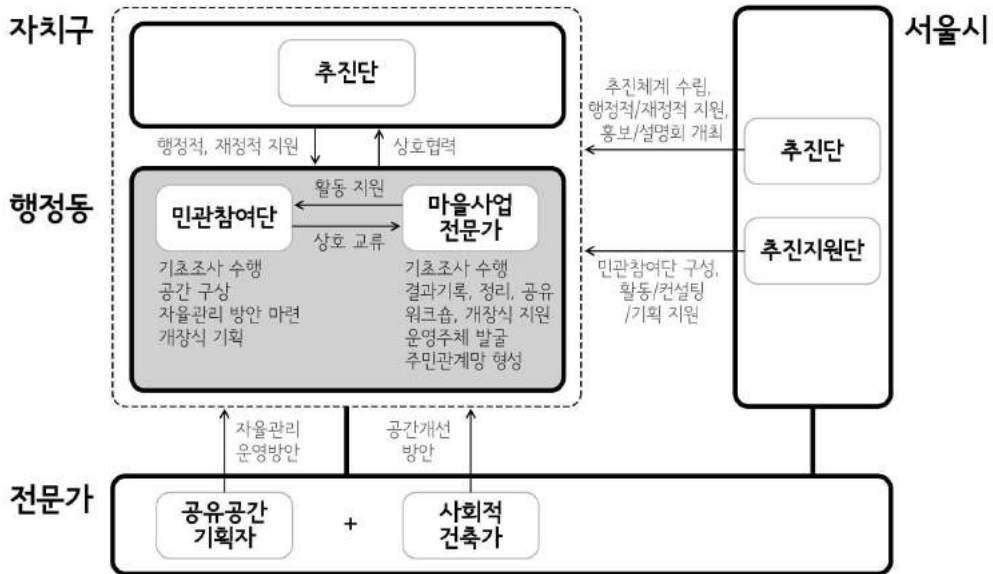 자치구
추진단
서울시
추진체계 수립,
행정적/재정적 지원,
홍보/설명회 개최
추진단
행정적, 재정적 지원
상호협력
행정동
민관참여단
활동 지원
상호 교류
마을사업
전문가
기초조사 수행
공간 구상
자율관리 방안 마련
개장식 기획
기초조사 수행
결과기록, 정리, 공유
워크숍, 개장식 지원
운영주체 발굴
주민관계망 형성
추진지원단
민관참여단 구성,
활동/컨설팅
/기획 지원
자율관리
운영방안
공간개선
방안
전문가
공유공간
기획자
+
사회적
건축가